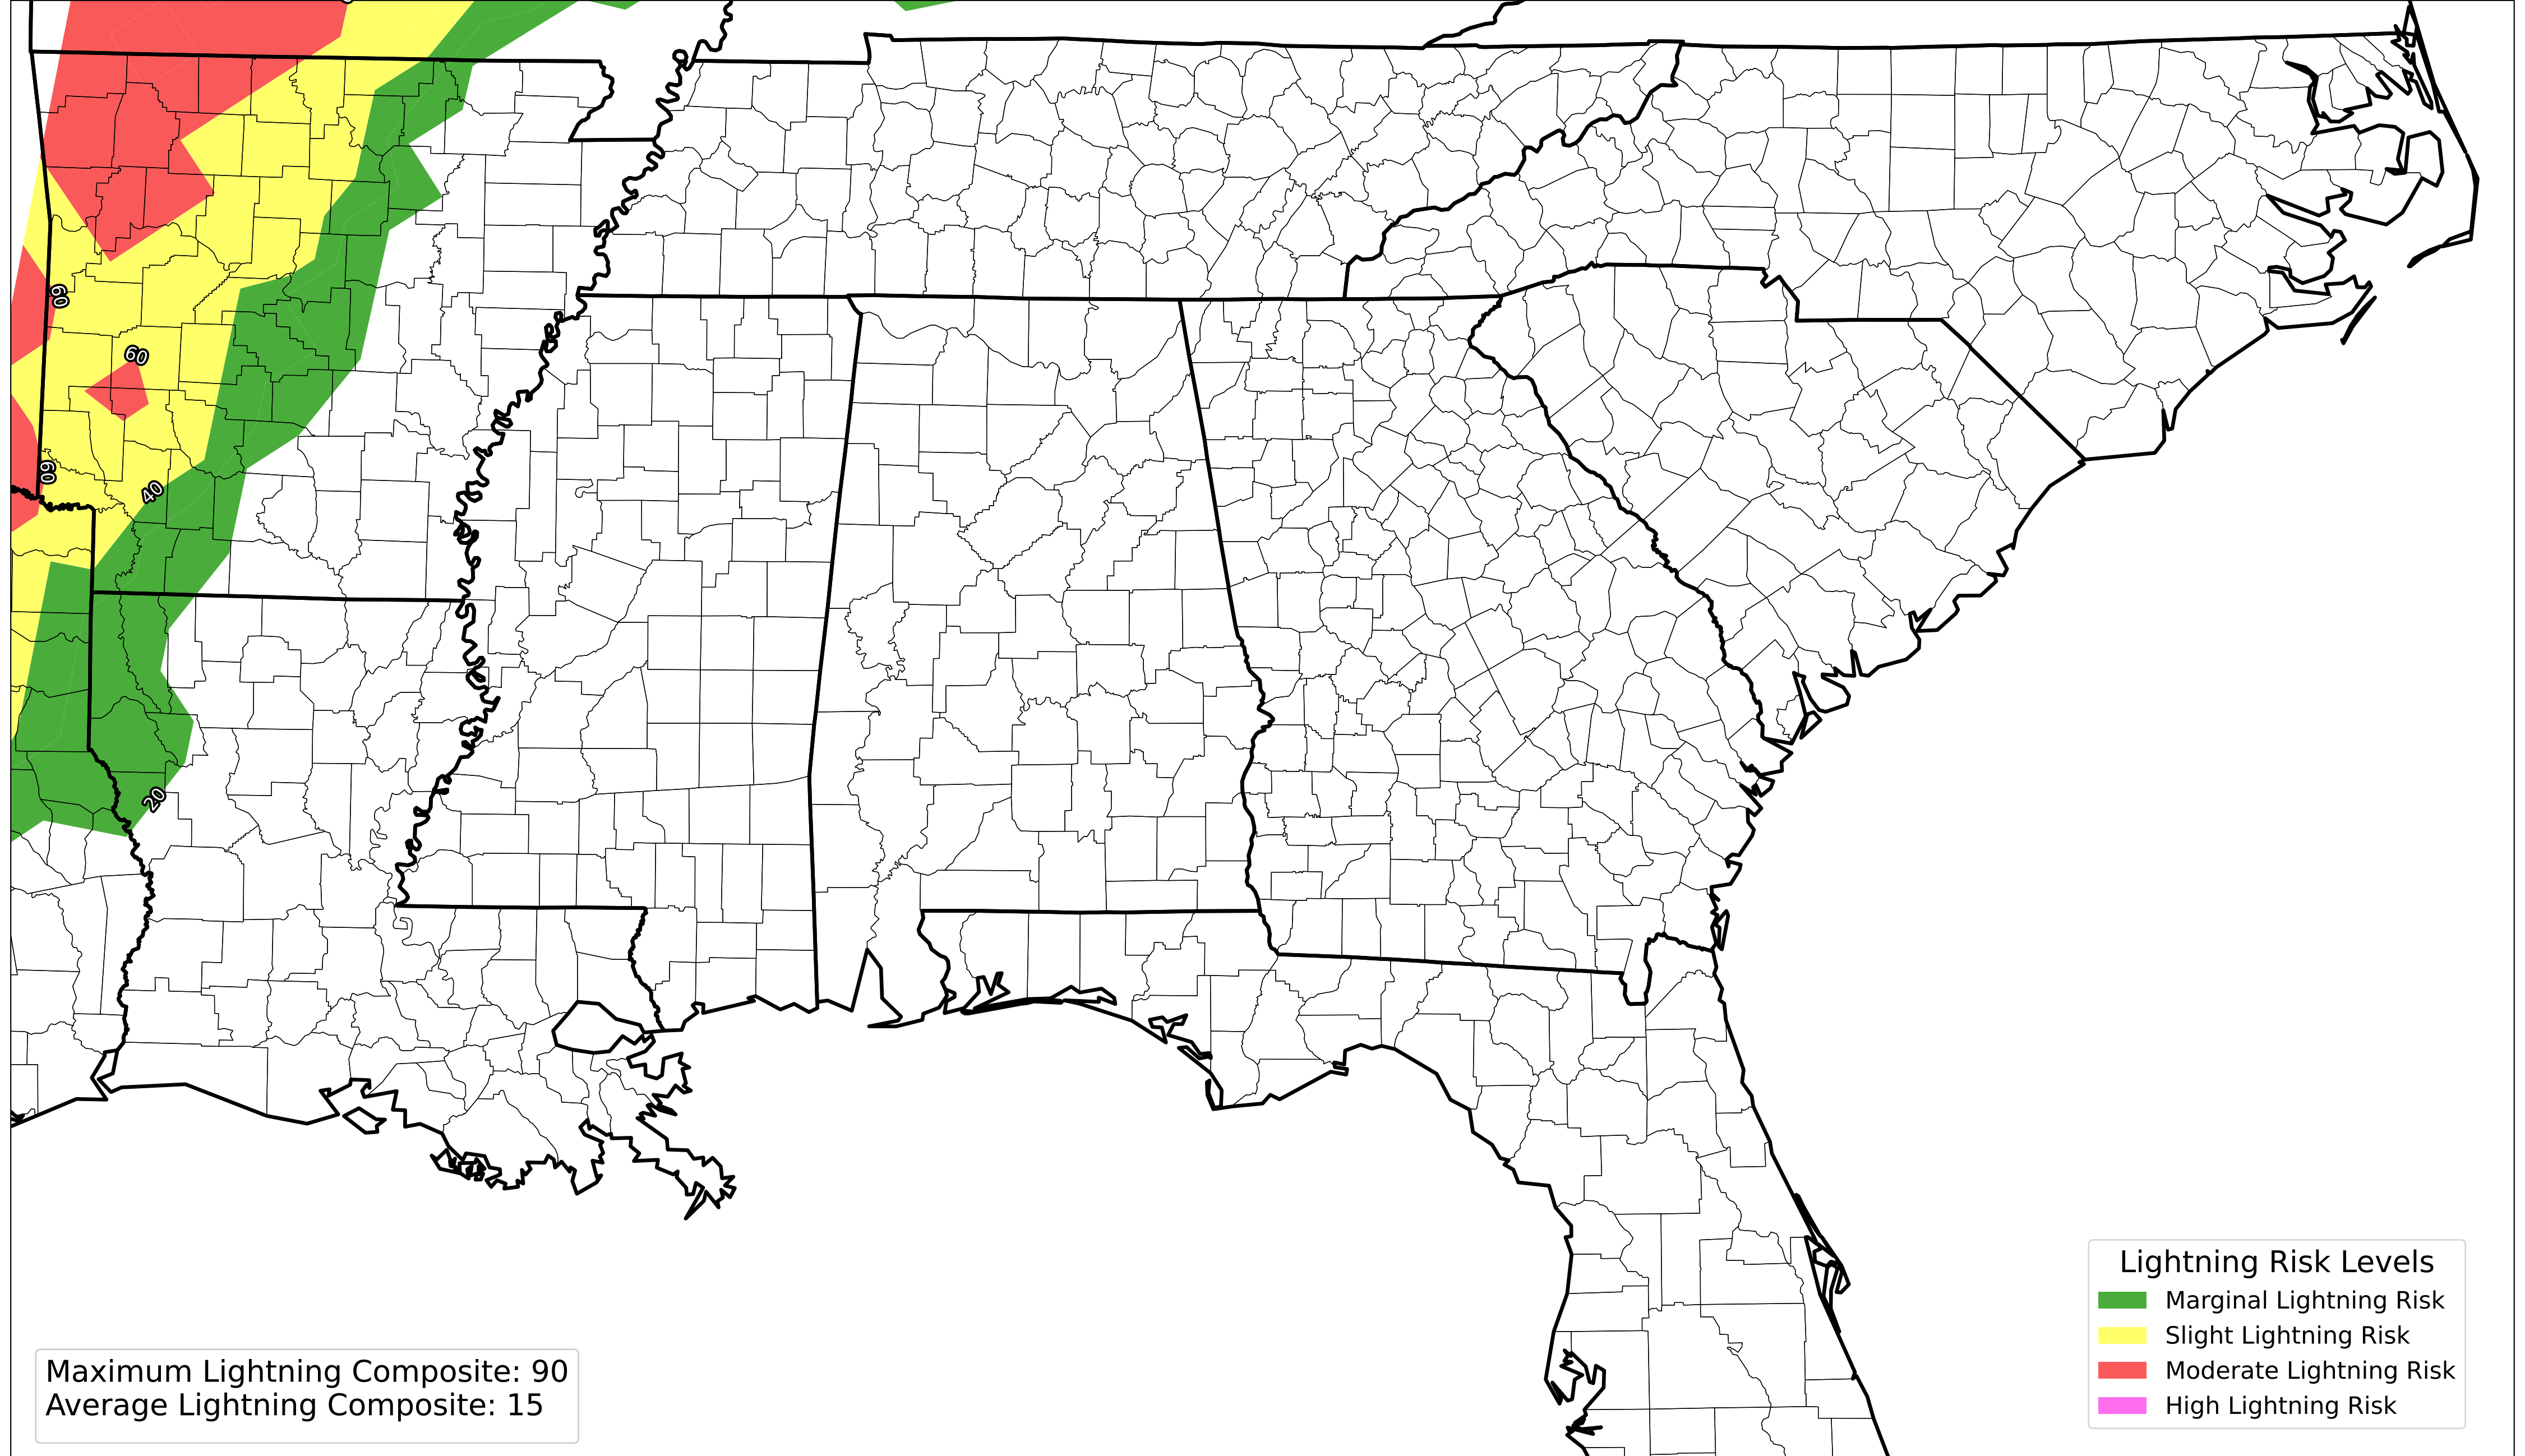 60
60
60
40
20
Lightning Risk Levels
Marginal Lightning Risk
Slight Lightning Risk
Moderate Lightning Risk
High Lightning Risk
Maximum Lightning Composite: 90
Average Lightning Composite: 15